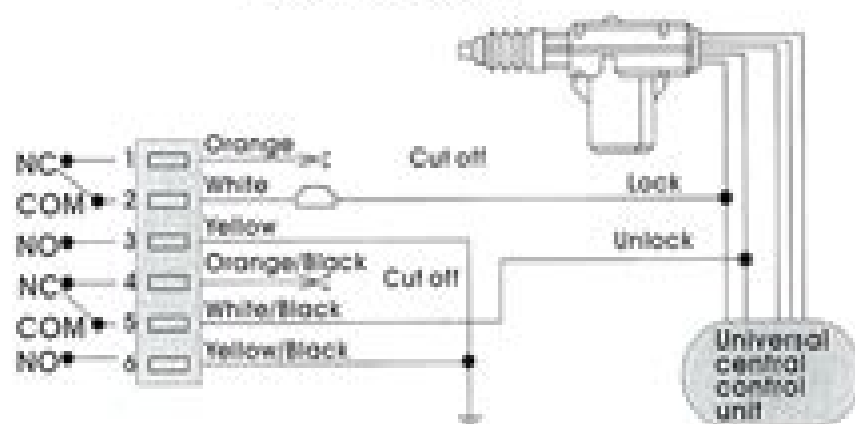 NC 1 Orange Cut off
COM 2 White Lock
NO 3 Yellow
Unlock
NC 4 Orange/Black Cut off
COM 5 White/Black
NO 6 Yellow/Black
Universal
central
control
unit